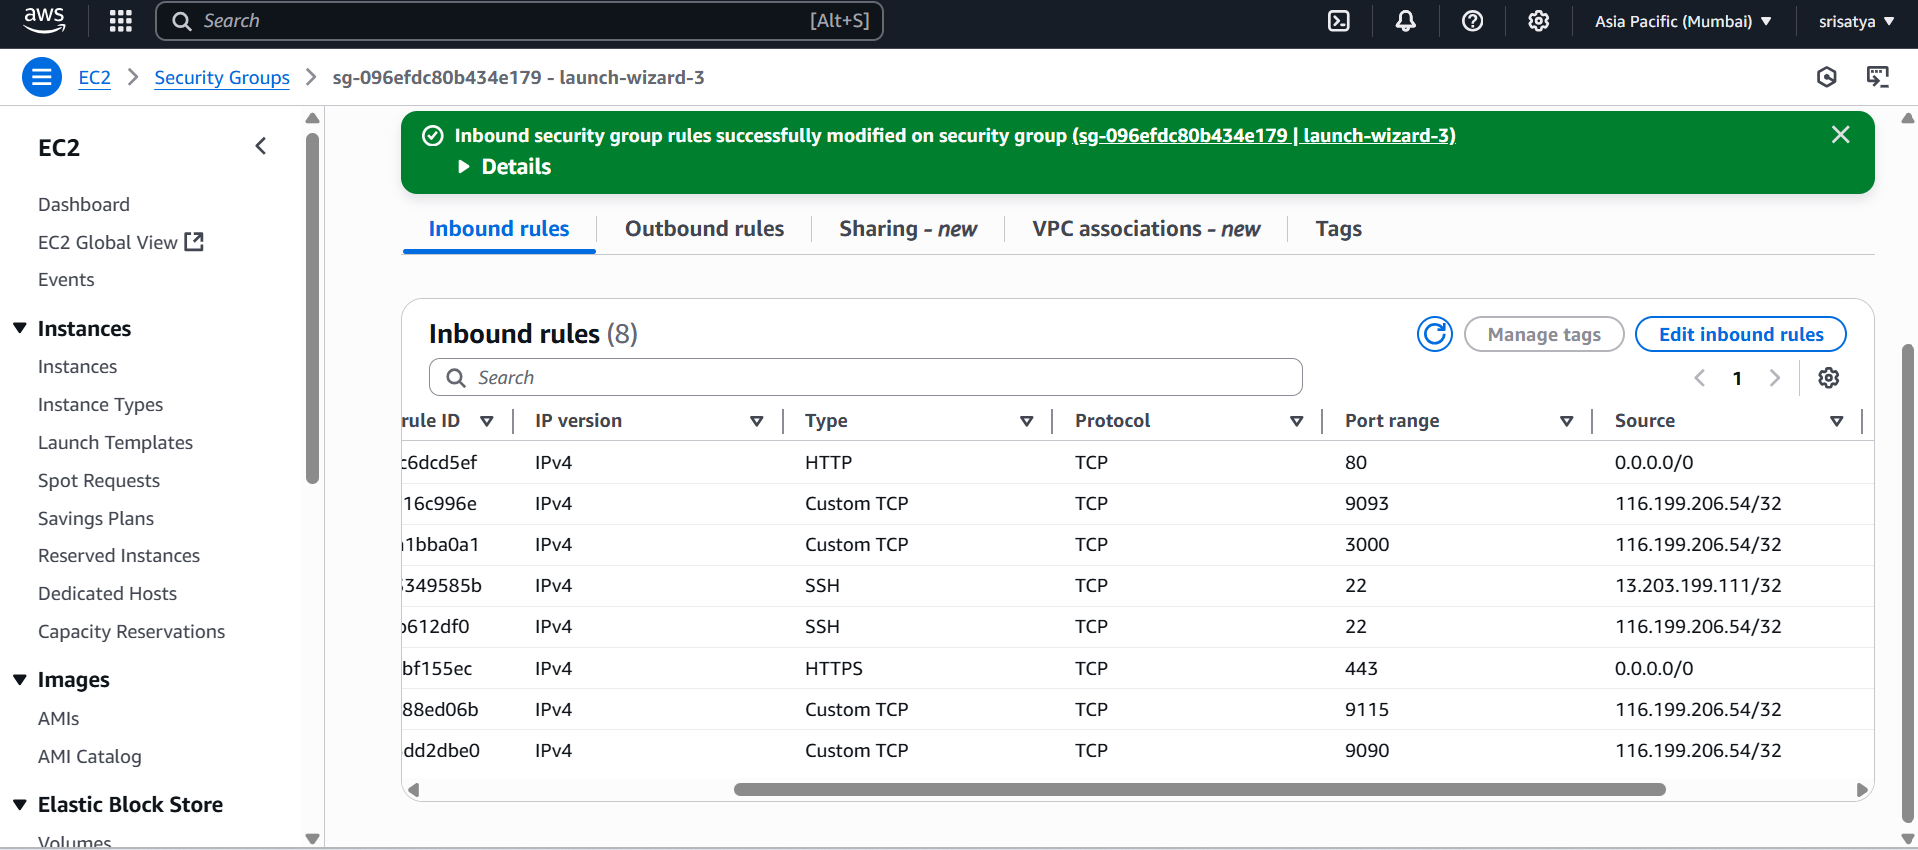 aws
Search [Alt+S]
Asia Pacific (Mumbai)
srisatya
EC2 > Security Groups > sg-096efdc80b434e179 - launch-wizard-3
EC2
Dashboard
EC2 Global View
Events
Instances
Instances
Instance Types
Launch Templates
Spot Requests
Savings Plans
Reserved Instances
Dedicated Hosts
Capacity Reservations
Images
AMIs
AMI Catalog
Elastic Block Store
Volumes
Inbound security group rules successfully modified on security group (sg-096efdc80b434e179 | launch-wizard-3)
Details
Inbound rules Outbound rules Sharing - new VPC associations - new Tags
Inbound rules (8)
Manage tags Edit inbound rules
Search
1
rule ID IP version Type Protocol Port range Source
c6dcd5ef IPv4 HTTP TCP 80 0.0.0.0/0
16c996e IPv4 Custom TCP TCP 9093 116.199.206.54/32
1bba0a1 IPv4 Custom TCP TCP 3000 116.199.206.54/32
349585b IPv4 SSH TCP 22 13.203.199.111/32
612df0 IPv4 SSH TCP 22 116.199.206.54/32
bf155ec IPv4 HTTPS TCP 443 0.0.0.0/0
88ed06b IPv4 Custom TCP TCP 9115 116.199.206.54/32
dd2dbe0 IPv4 Custom TCP TCP 9090 116.199.206.54/32